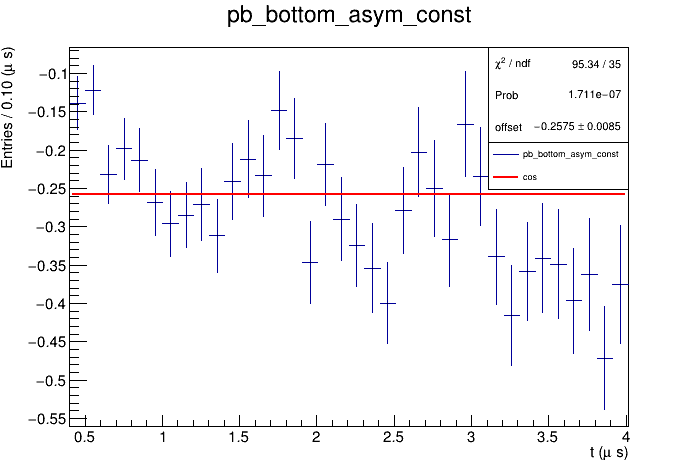 pb_bottom_asym_const
Entries / 0.10 (μ s)
χ² / ndf 95.34 / 35
Prob 1.711e−07
offset −0.2575 ± 0.0085
pb_bottom_asym_const
cos
−0.1
−0.15
−0.2
−0.25
−0.3
−0.35
−0.4
−0.45
−0.5
−0.55
0.5 1 1.5 2 2.5 3 3.5 4
t (μ s)